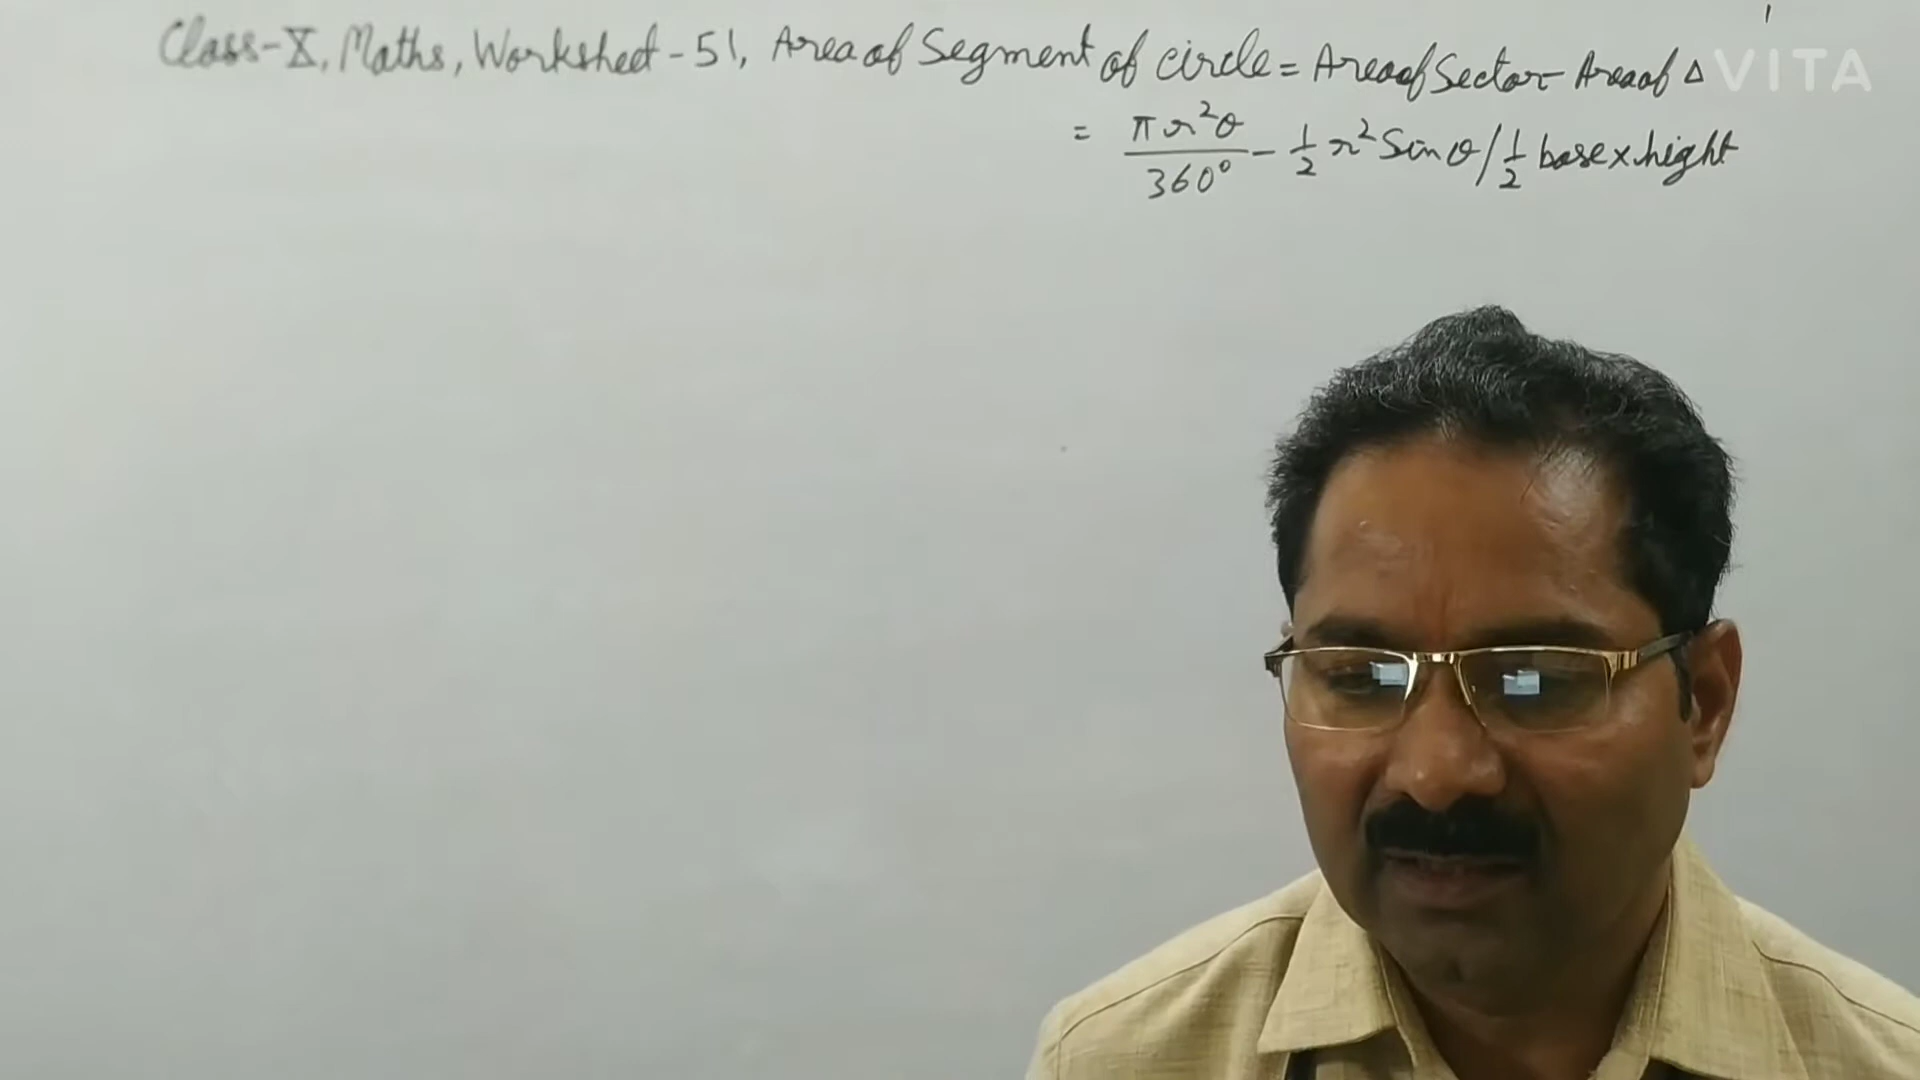 Class-X, Maths, Worksheet-51, Area of Segment of circle = Area of Sector - Area of Δ
= πr²θ/360° - 1/2 r² Sin θ / 1/2 base x hight
VITA